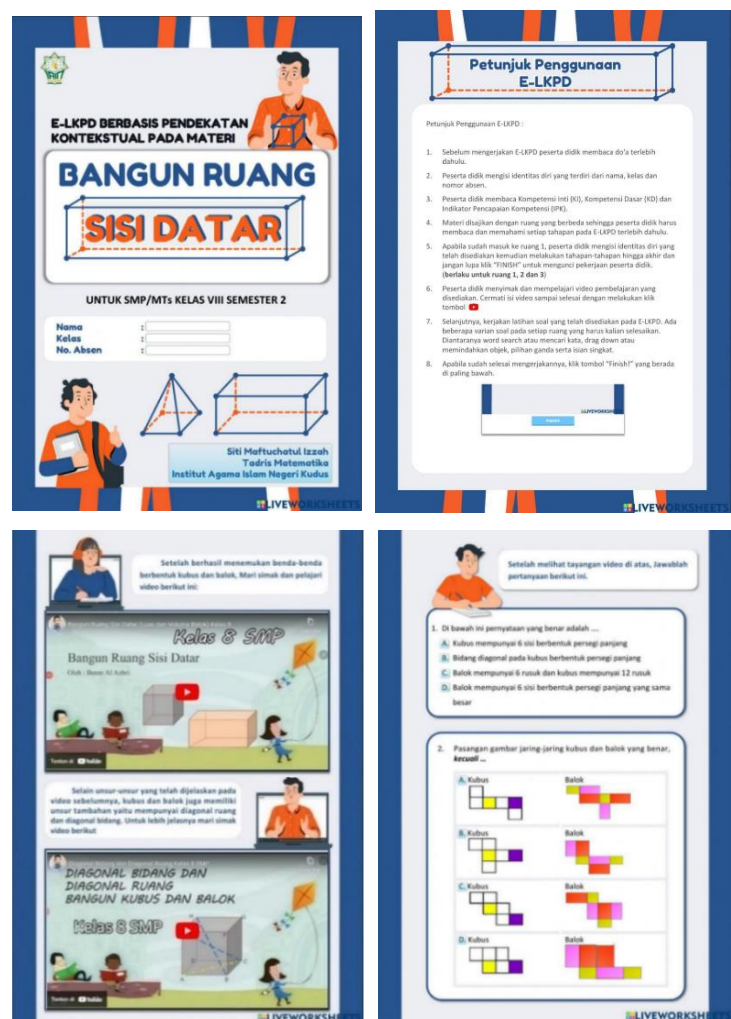 E-LKPD BERBASIS PENDEKATAN
KONTEKSTUAL PADA MATERI
BANGUN RUANG
SISI DATAR
UNTUK SMP/MTs KELAS VIII SEMESTER 2
Nama :
Kelas :
No. Absen :
Siti Maftuchatul Izzah
Tadris Matematika
Institut Agama Islam Negeri Kudus
LIVEWORKSHEETS
Petunjuk Penggunaan
E-LKPD
Petunjuk Penggunaan E-LKPD :
1. Sebelum mengerjakan E-LKPD peserta didik membaca do'a terlebih
dahulu.
2. Peserta didik mengisi identitas diri yang terdiri dari nama, kelas dan
nomor absen.
3. Peserta didik membaca Kompetensi Inti (KI), Kompetensi Dasar (KD) dan
Indikator Pencapaian Kompetensi (IPK).
4. Materi disajikan dengan ruang yang berbeda sehingga peserta didik harus
membaca dan memahami setiap tahapan pada E-LKPD terlebih dahulu.
5. Apabila sudah masuk ke ruang 1, peserta didik mengisi identitas diri yang
telah disediakan kemudian melakukan tahapan-tahapan hingga akhir dan
jangan lupa klik "FINISH" untuk mengunci pekerjaan peserta didik.
(berlaku untuk ruang 1, 2 dan 3)
6. Peserta didik menyimak dan mempelajari video pembelajaran yang
disediakan. Cermati isi video sampai selesai dengan melakukan klik
tombol
7. Selanjutnya, kerjakan latihan soal yang telah disediakan pada E-LKPD. Ada
beberapa varian soal pada setiap ruang yang harus kalian selesaikan.
Diantaranya word search atau mencari kata, drag down atau
memindahkan objek, pilihan ganda serta isian singkat.
8. Apabila sudah selesai mengerjakannya, klik tombol "Finish!" yang berada
di paling bawah.
LIVEWORKSHEETS
LIVEWORKSHEETS
Setelah berhasil menemukan benda-benda
berbentuk kubus dan balok, Mari simak dan pelajari
video berikut ini:
Kelas 8 SMP
Bangun Ruang Sisi Datar
Tonton di YouTube
Selain unsur-unsur yang telah dijelaskan pada
video sebelumnya, kubus dan balok juga memiliki
unsur tambahan yaitu mempunyai diagonal ruang
dan diagonal bidang. Untuk lebih jelasnya mari simak
video berikut
DIAGONAL BIDANG DAN
DIAGONAL RUANG
BANGUN KUBUS DAN BALOK
Kelas 8 SMP
Tonton di YouTube
LIVEWORKSHEETS
Setelah melihat tayangan video di atas, Jawablah
pertanyaan berikut ini.
1. Di bawah ini pernyataan yang benar adalah ....
A. Kubus mempunyai 6 sisi berbentuk persegi panjang
B. Bidang diagonal pada kubus berbentuk persegi panjang
C. Balok mempunyai 6 rusuk dan kubus mempunyai 12 rusuk
D. Balok mempunyai 6 sisi berbentuk persegi panjang yang sama
besar
2. Pasangan gambar jaring-jaring kubus dan balok yang benar,
kecuali ...
A. Kubus Balok
B. Kubus Balok
C. Kubus Balok
D. Kubus Balok
LIVEWORKSHEETS